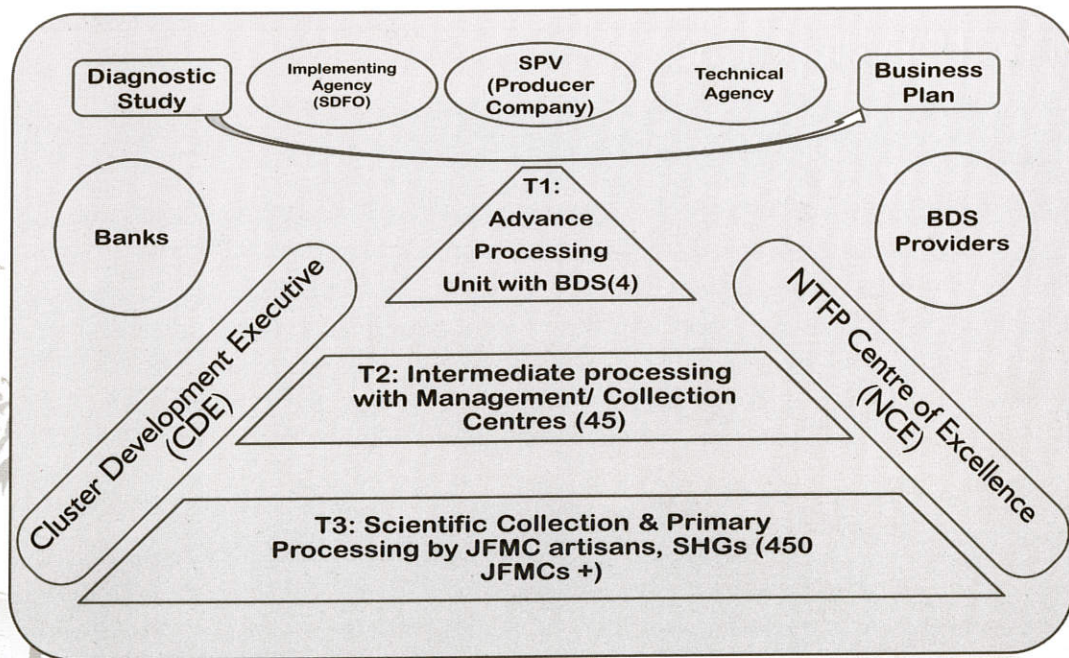 Diagnostic
Study
Implementing
Agency
(SDFO)
SPV
(Producer
Company)
Technical
Agency
Business
Plan
Banks
T1:
Advance
Processing
Unit with BDS(4)
BDS
Providers
Cluster Development Executive
(CDE)
NTFP Centre of Excellence
(NCE)
T2: Intermediate processing
with Management/ Collection
Centres (45)
T3: Scientific Collection & Primary
Processing by JFMC artisans, SHGs (450
JFMCs +)